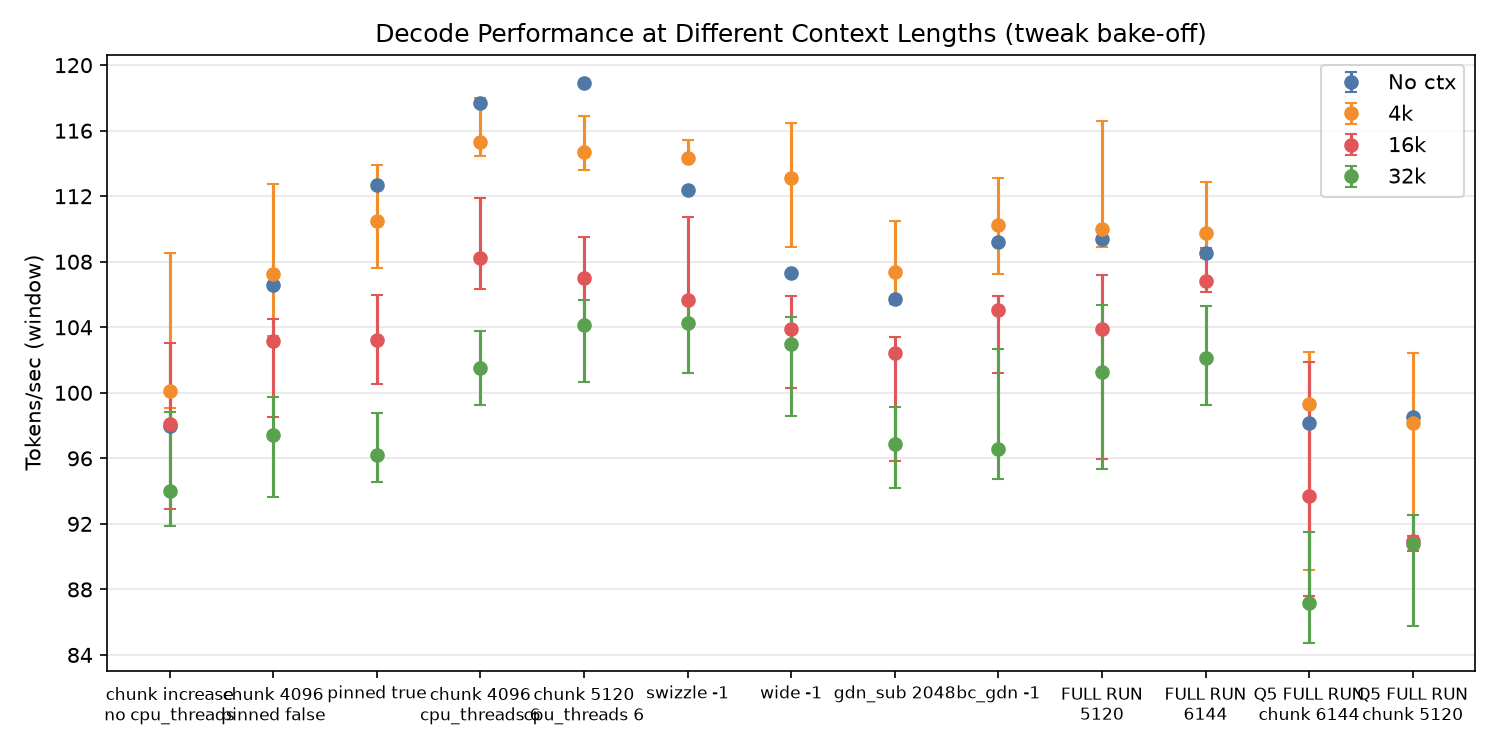 Decode Performance at Different Context Lengths (tweak bake-off)
Tokens/sec (window)
120
116
112
108
104
100
96
92
88
84
No ctx
4k
16k
32k
chunk increase
no cpu_threads
chunk 4096
pinned false
pinned true
chunk 4096
cpu_threads 6
chunk 5120
cpu_threads 6
swizzle -1
wide -1
gdn_sub 2048
bc_gdn -1
FULL RUN
5120
FULL RUN
6144
Q5 FULL RUN
chunk 6144
Q5 FULL RUN
chunk 5120